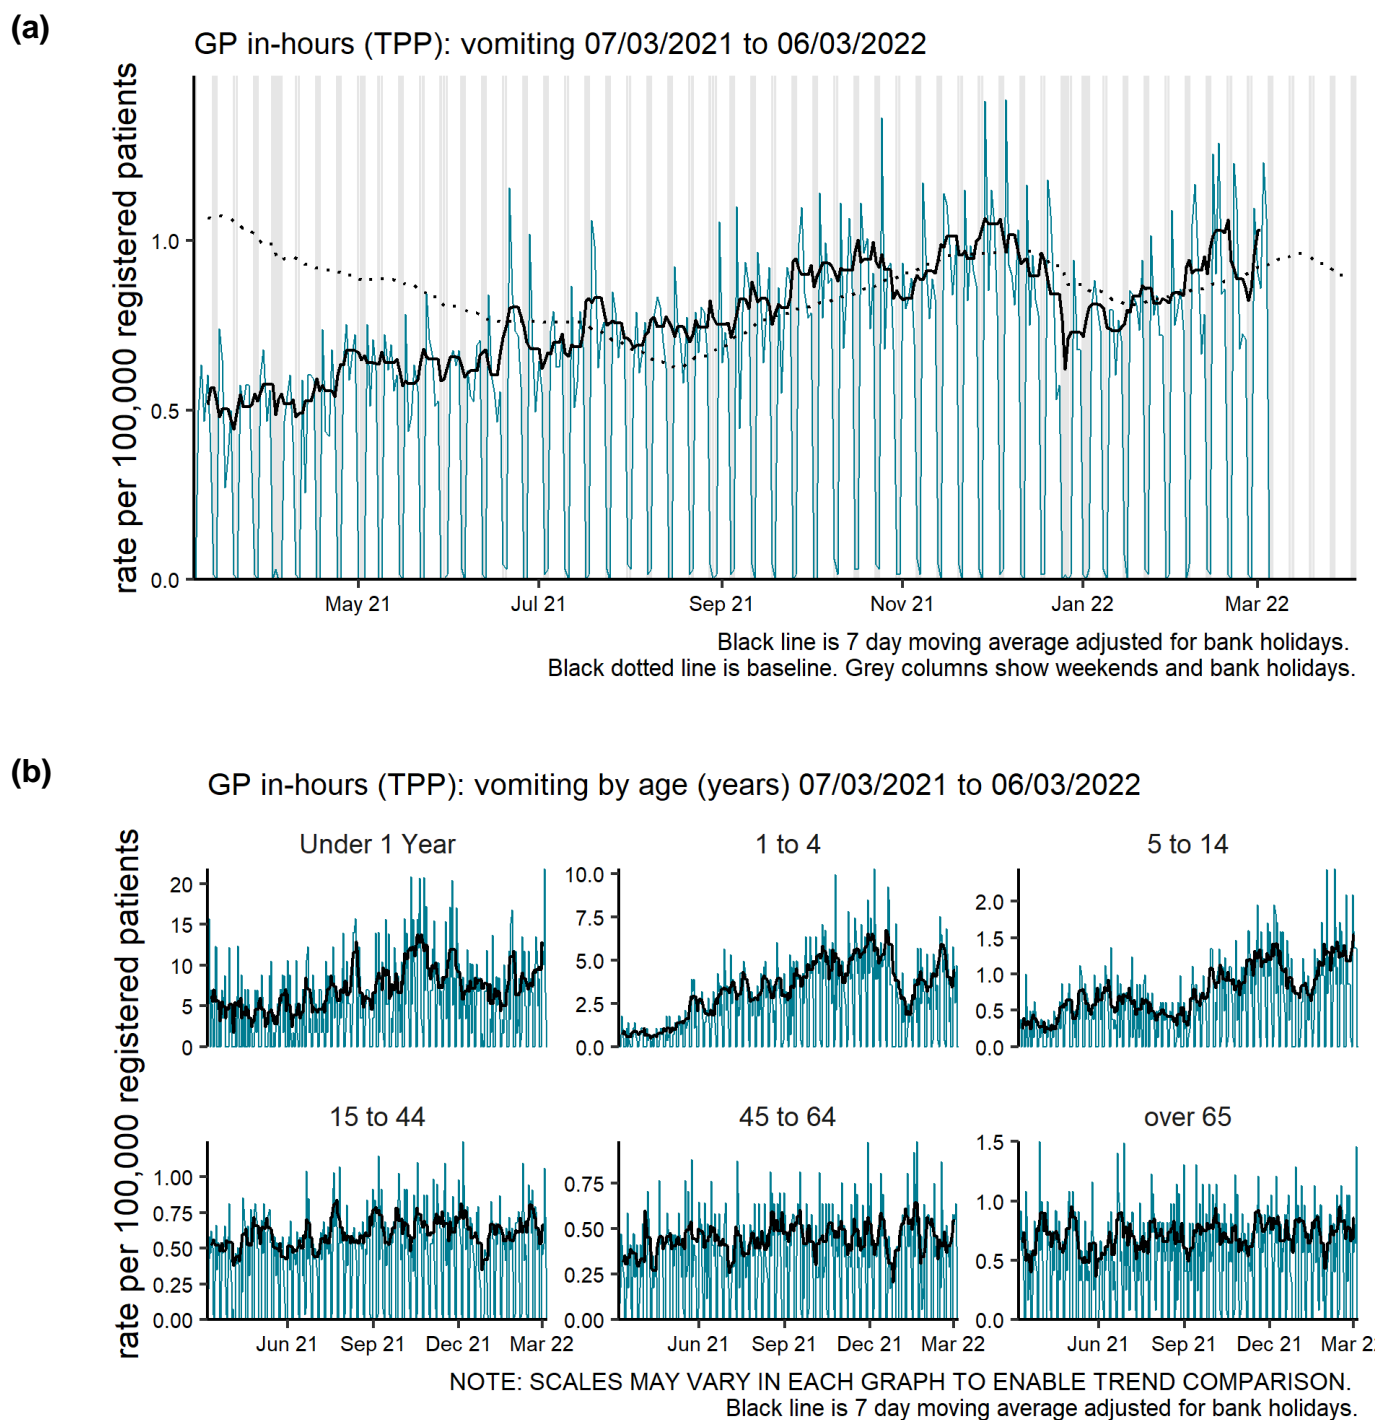 (a)
GP in-hours (TPP): vomiting 07/03/2021 to 06/03/2022
rate per 100,000 registered patients
1.0
0.5
0.0
May 21 Jul 21 Sep 21 Nov 21 Jan 22 Mar 22
Black line is 7 day moving average adjusted for bank holidays.
Black dotted line is baseline. Grey columns show weekends and bank holidays.
(b)
GP in-hours (TPP): vomiting by age (years) 07/03/2021 to 06/03/2022
rate per 100,000 registered patients
Under 1 Year
20
15
10
5
0
1 to 4
10.0
7.5
5.0
2.5
0.0
5 to 14
2.0
1.5
1.0
0.5
0.0
15 to 44
1.00
0.75
0.50
0.25
0.00
Jun 21 Sep 21 Dec 21 Mar 22
45 to 64
0.75
0.50
0.25
0.00
Jun 21 Sep 21 Dec 21 Mar 22
over 65
1.5
1.0
0.5
0.0
Jun 21 Sep 21 Dec 21 Mar 2
NOTE: SCALES MAY VARY IN EACH GRAPH TO ENABLE TREND COMPARISON.
Black line is 7 day moving average adjusted for bank holidays.